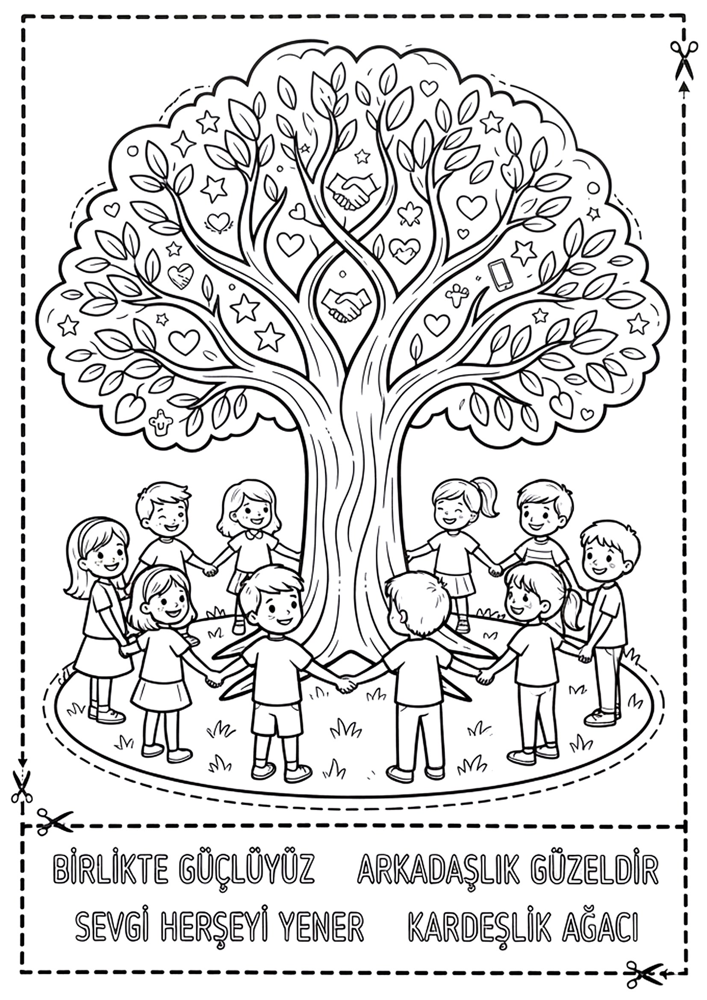 BİRLİKTE GÜÇLÜYÜZ ARKADAŞLIK GÜZELDİR
SEVGİ HERŞEYİ YENER KARDEŞLİK AĞACI